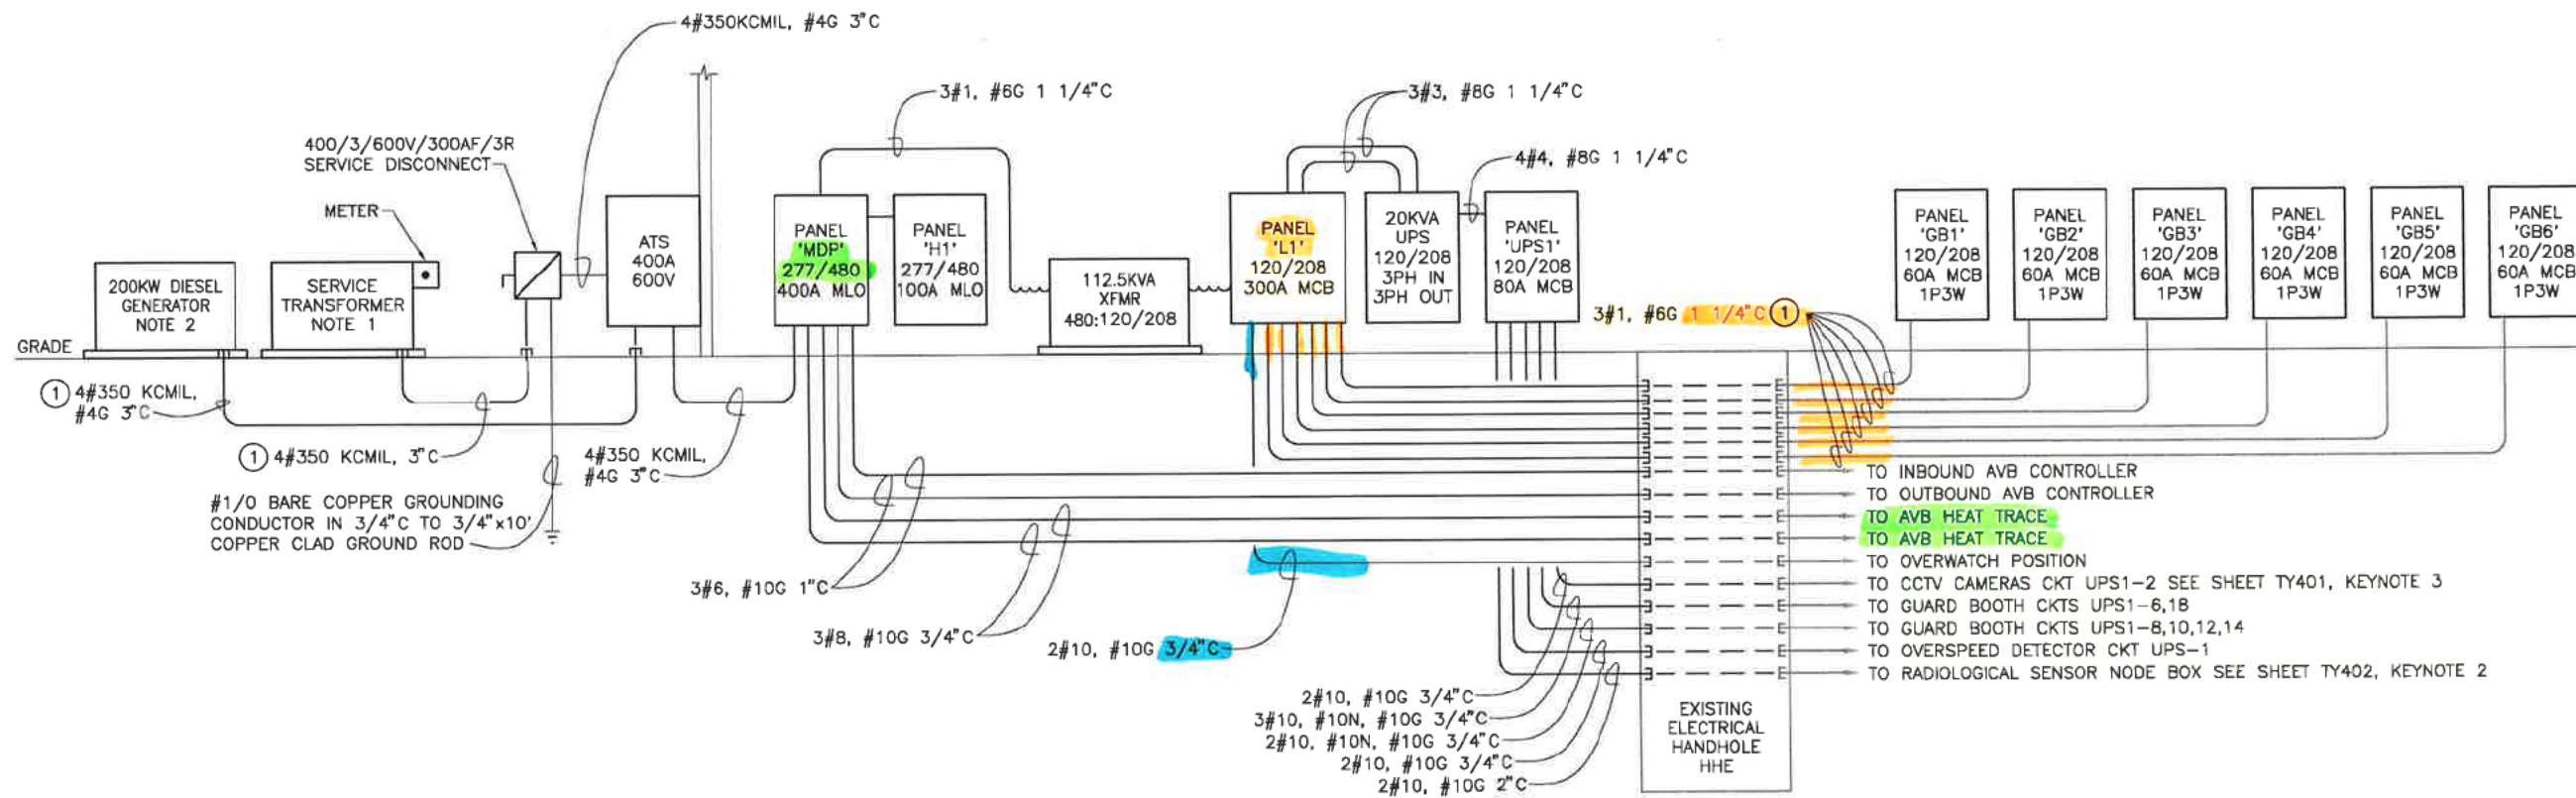 4#350KCMIL, #4G 3"C
3#1, #6G 1 1/4"C
3#3, #8G 1 1/4"C
400/3/600V/300AF/3R
SERVICE DISCONNECT
4#4, #8G 1 1/4"C
METER
200KW DIESEL
GENERATOR
NOTE 2
SERVICE
TRANSFORMER
NOTE 1
ATS
400A
600V
PANEL
'MDP'
277/480
400A MLO
PANEL
'H1'
277/480
100A MLO
112.5KVA
XFMR
480:120/208
PANEL
'L1'
120/208
300A MCB
20KVA
UPS
120/208
3PH IN
3PH OUT
PANEL
'UPS1'
120/208
80A MCB
3#1, #6G 1 1/4"C 1
PANEL
'GB1'
120/208
60A MCB
1P3W
PANEL
'GB2'
120/208
60A MCB
1P3W
PANEL
'GB3'
120/208
60A MCB
1P3W
PANEL
'GB4'
120/208
60A MCB
1P3W
PANEL
'GB5'
120/208
60A MCB
1P3W
PANEL
'GB6'
120/208
60A MCB
1P3W
GRADE
1 4#350 KCMIL,
#4G 3"C
1 4#350 KCMIL, 3"C
4#350 KCMIL,
#4G 3"C
#1/0 BARE COPPER GROUNDING
CONDUCTOR IN 3/4"C TO 3/4"x10'
COPPER CLAD GROUND ROD
3#6, #10G 1"C
3#8, #10G 3/4"C
2#10, #10G 3/4"C
TO INBOUND AVB CONTROLLER
TO OUTBOUND AVB CONTROLLER
TO AVB HEAT TRACE
TO AVB HEAT TRACE
TO OVERWATCH POSITION
TO CCTV CAMERAS CKT UPS1-2 SEE SHEET TY401, KEYNOTE 3
TO GUARD BOOTH CKTS UPS1-6,18
TO GUARD BOOTH CKTS UPS1-8,10,12,14
TO OVERSPEED DETECTOR CKT UPS-1
TO RADIOLOGICAL SENSOR NODE BOX SEE SHEET TY402, KEYNOTE 2
2#10, #10G 3/4"C
3#10, #10N, #10G 3/4"C
2#10, #10N, #10G 3/4"C
2#10, #10G 3/4"C
2#10, #10G 2"C
EXISTING
ELECTRICAL
HANDHOLE
HHE